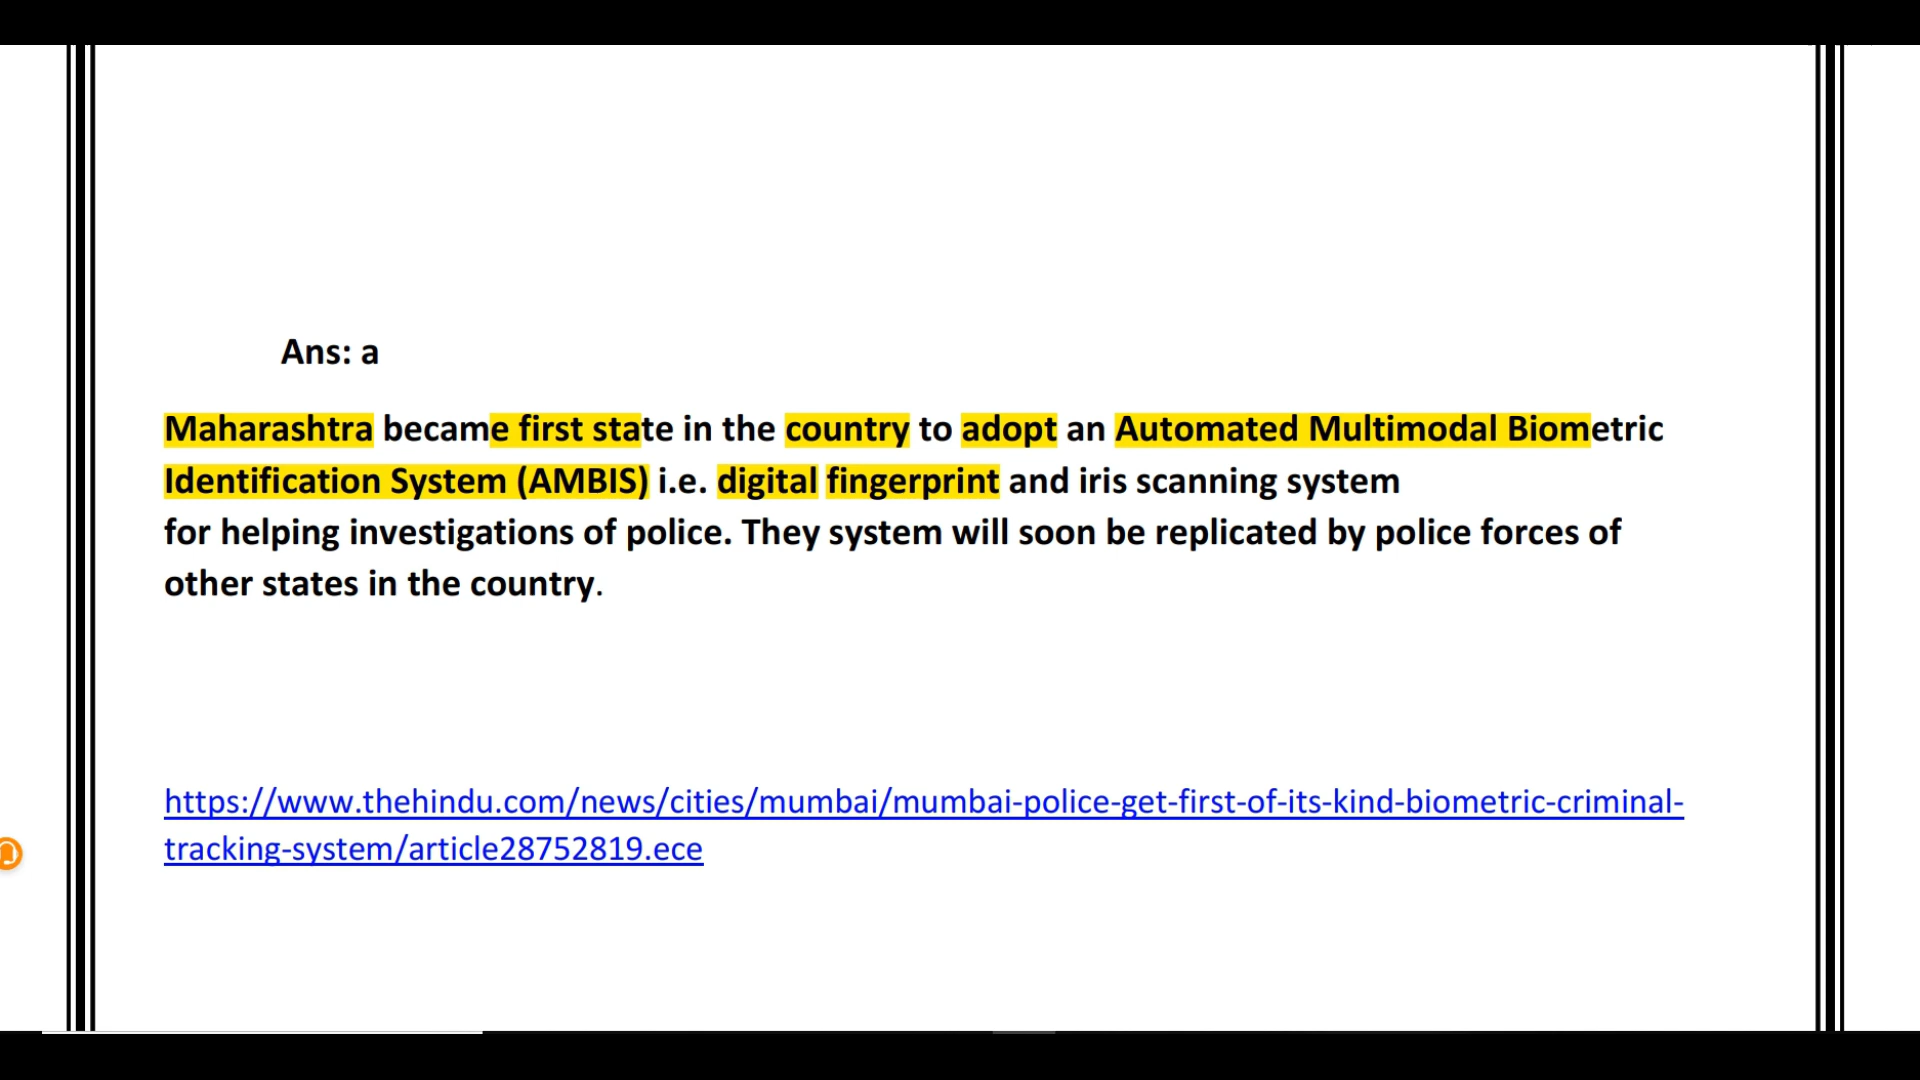 Ans: a
Maharashtra became first state in the country to adopt an Automated Multimodal Biometric
Identification System (AMBIS) i.e. digital fingerprint and iris scanning system
for helping investigations of police. They system will soon be replicated by police forces of
other states in the country.
https://www.thehindu.com/news/cities/mumbai/mumbai-police-get-first-of-its-kind-biometric-criminal-
tracking-system/article28752819.ece